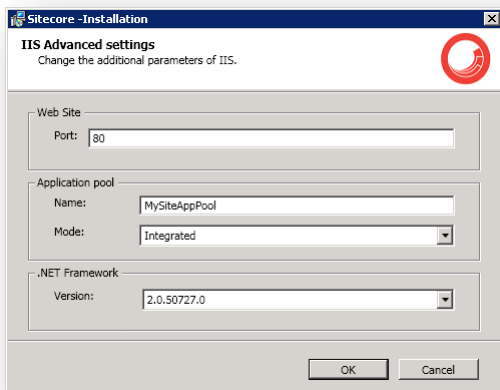 Sitecore -Installation
IIS Advanced settings
Change the additional parameters of IIS.
Web Site
Port: 80
Application pool
Name: MySiteAppPool
Mode: Integrated
.NET Framework
Version: 2.0.50727.0
OK Cancel